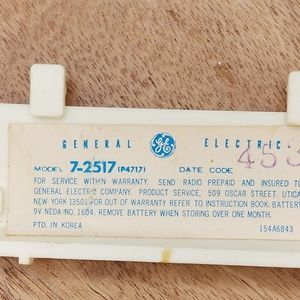 GENERAL GE ELECTRIC
MODEL 7-2517 (P4717) DATE CODE 453
FOR SERVICE WITHIN WARRANTY. SEND RADIO PREPAID AND INSURED TO
GENERAL ELECTRIC COMPANY. PRODUCT SERVICE, 509 OSCAR STREET. UTICA
NEW YORK 13501. FOR OUT OF WARRANTY REFER TO INSTRUCTION BOOK. BATTERY
9V NEDA NO. 1604. REMOVE BATTERY WHEN STORING OVER ONE MONTH.
PTD. IN KOREA 154A6843